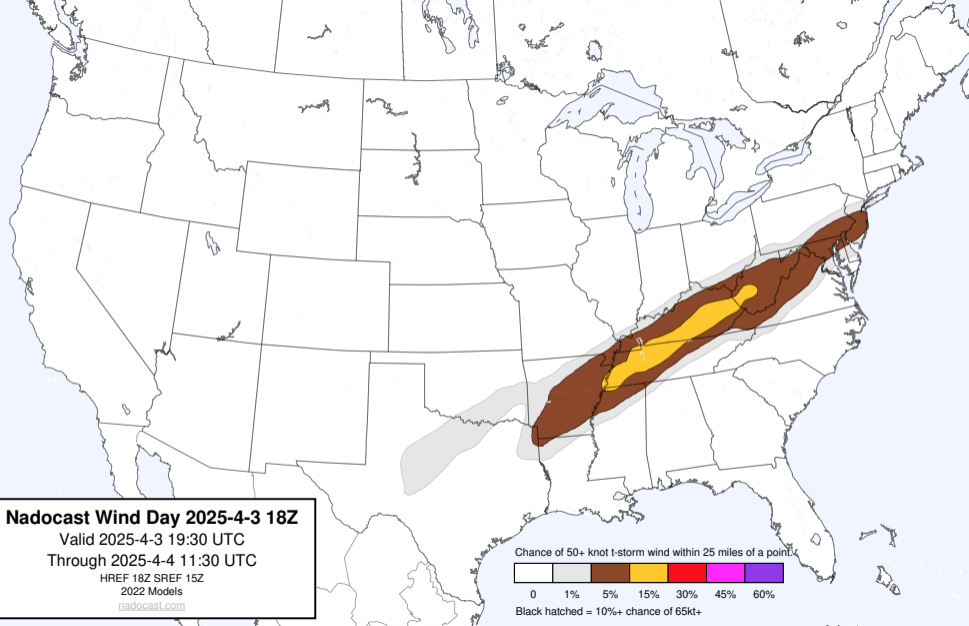 Nadocast Wind Day 2025-4-3 18Z
Valid 2025-4-3 19:30 UTC
Through 2025-4-4 11:30 UTC
HREF 18Z SREF 15Z
2022 Models
nadocast.com
Chance of 50+ knot t-storm wind within 25 miles of a point.
0 1% 5% 15% 30% 45% 60%
Black hatched = 10%+ chance of 65kt+